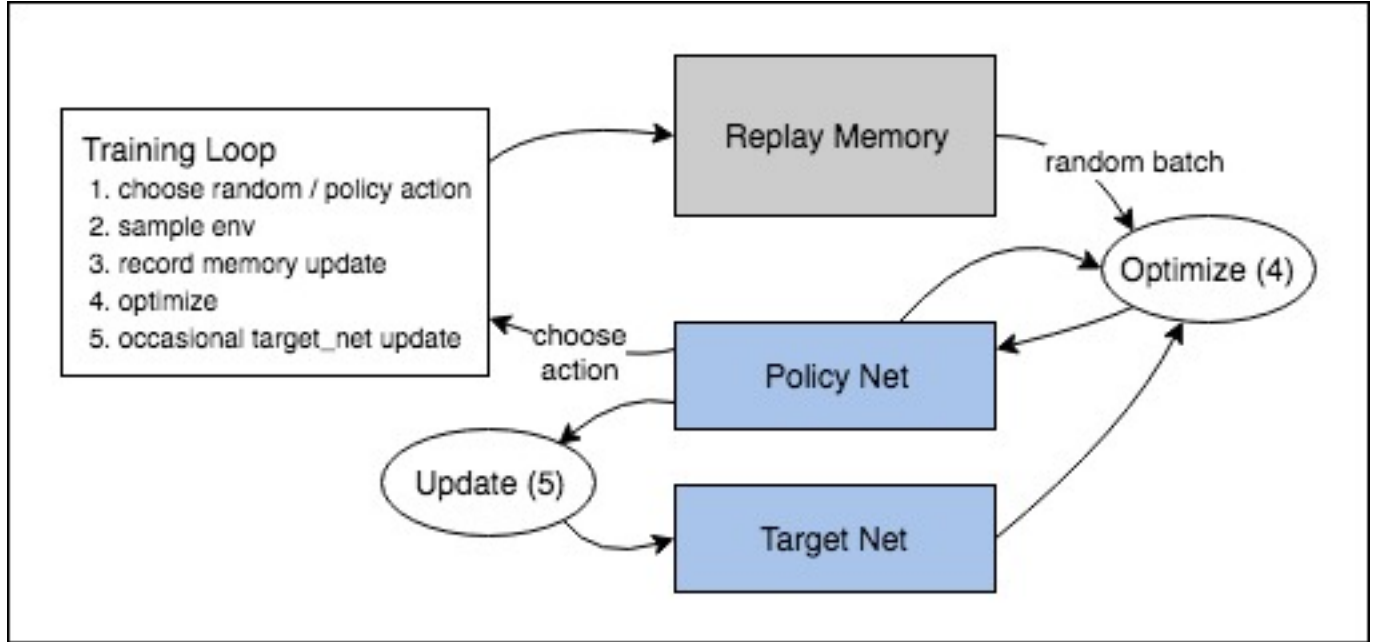 Training Loop
1. choose random / policy action
2. sample env
3. record memory update
4. optimize
5. occasional target_net update
Replay Memory
random batch
Optimize (4)
choose
action
Policy Net
Update (5)
Target Net